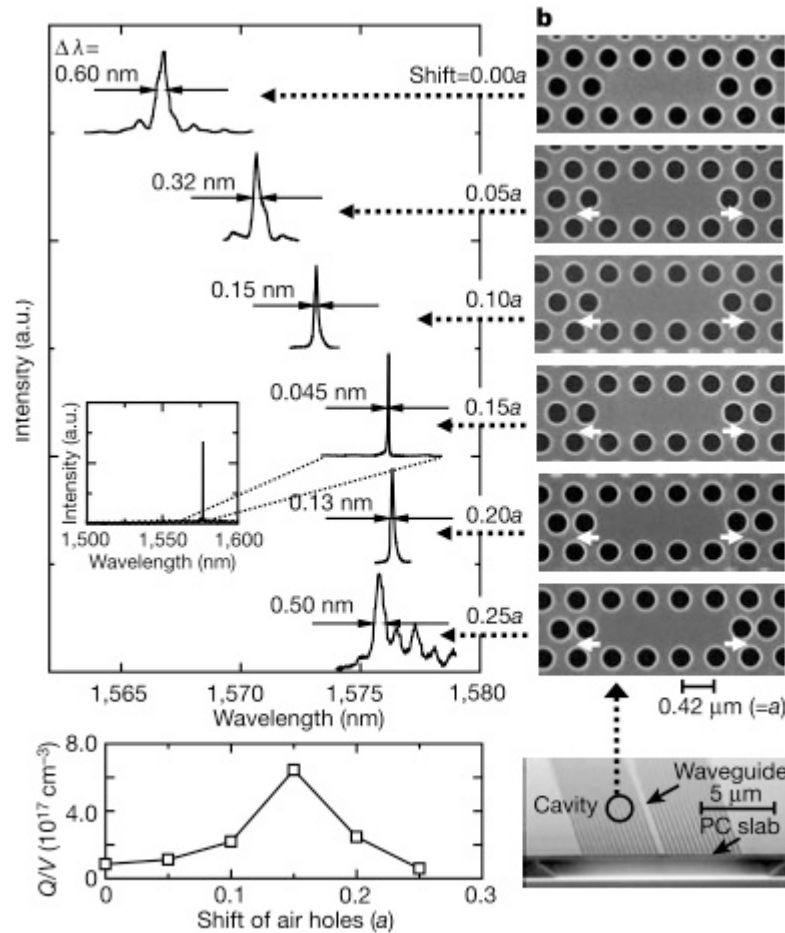 b
Δλ=
0.60 nm
Shift=0.00a
0.32 nm
0.05a
0.15 nm
0.10a
0.045 nm
0.15a
0.13 nm
0.20a
0.50 nm
0.25a
Intensity (a.u.)
Intensity (a.u.)
1,500 1,550 1,600
Wavelength (nm)
1,565 1,570 1,575 1,580
Wavelength (nm)
0.42 μm (=a)
8.0
4.0
0
Q/V (10¹⁷ cm⁻³)
0 0.1 0.2 0.3
Shift of air holes (a)
Waveguide
Cavity
5 μm
PC slab